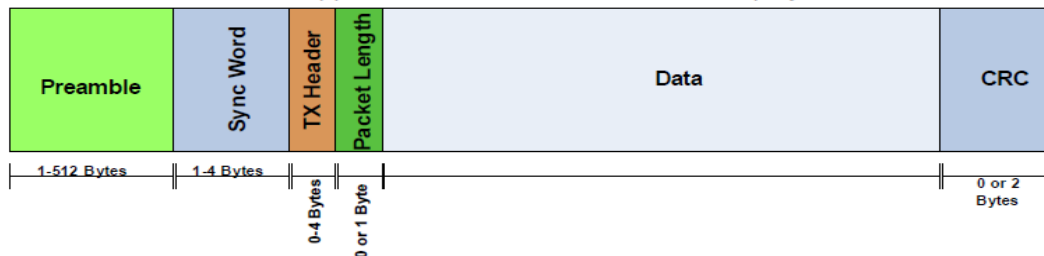 Preamble
Sync Word
TX Header
Packet Length
Data
CRC
1-512 Bytes
1-4 Bytes
0-4 Bytes
0 or 1 Byte
0 or 2
Bytes